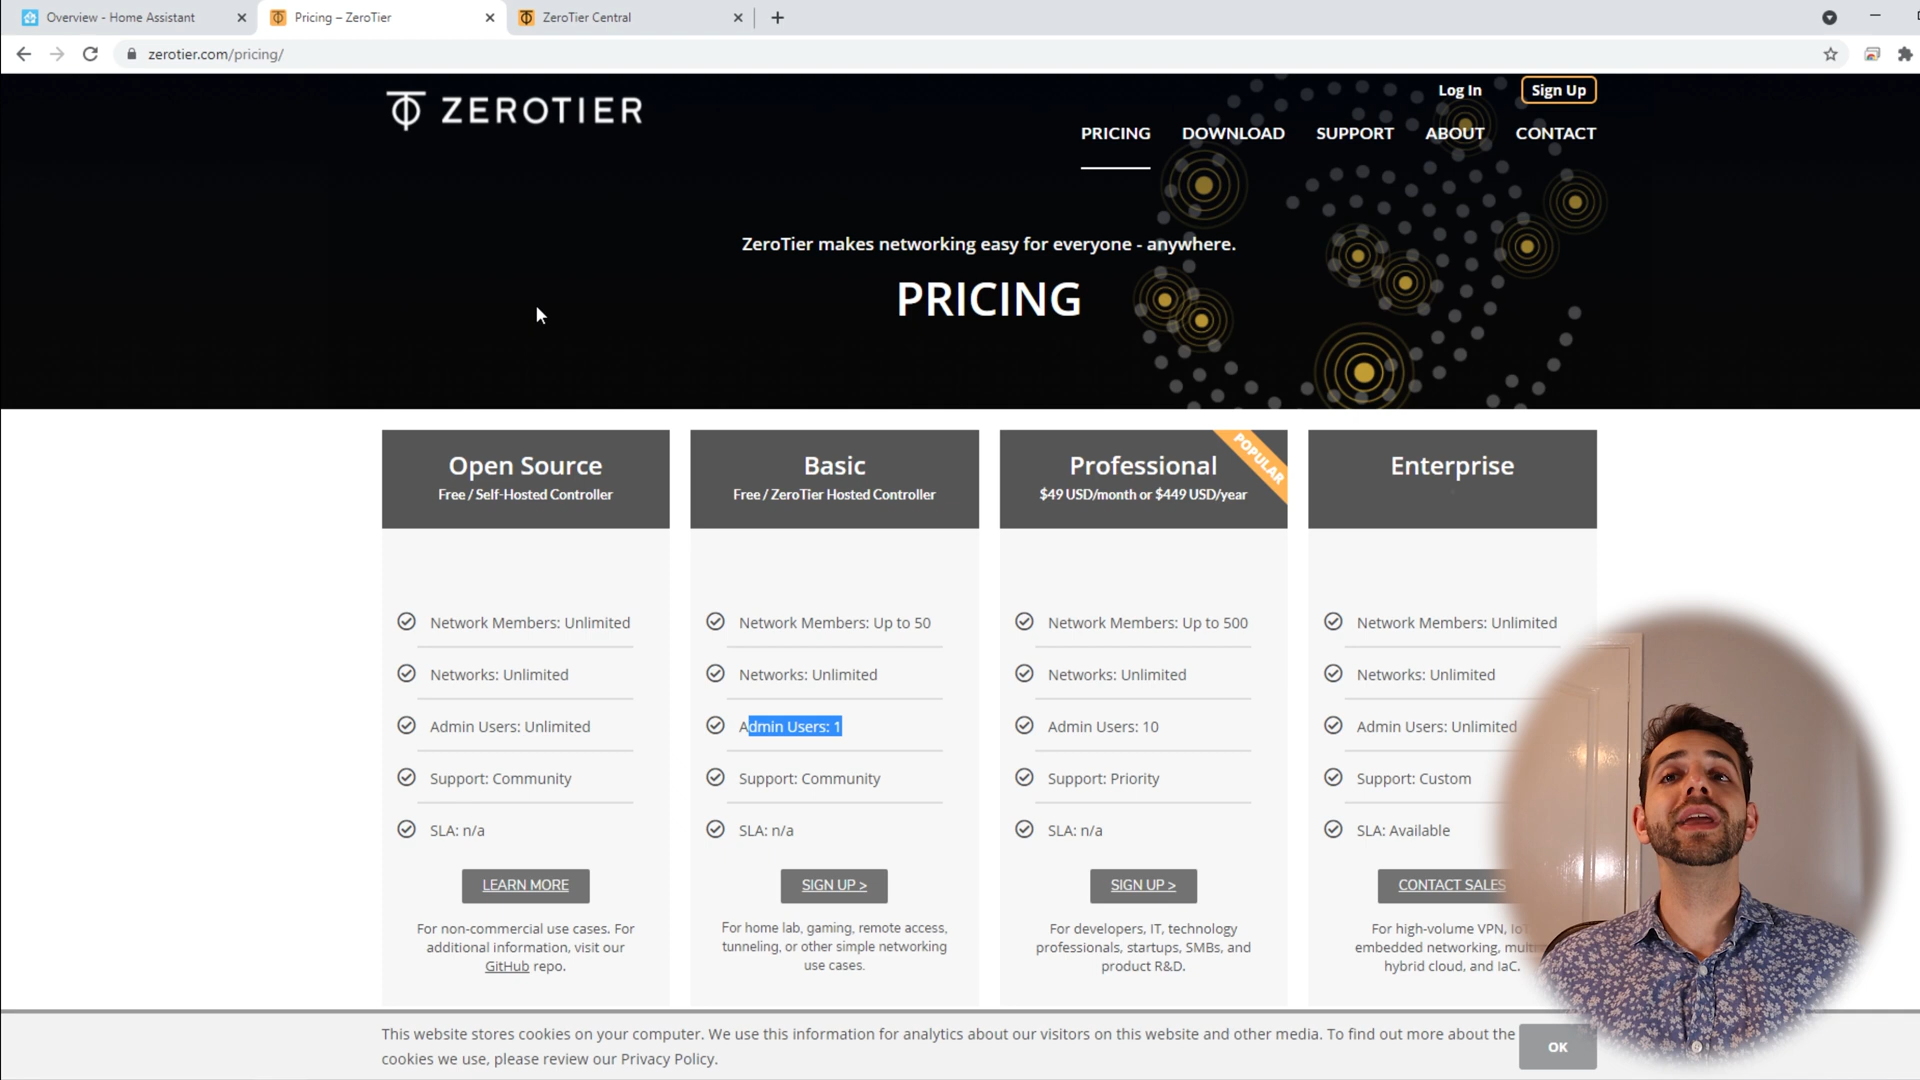 Overview - Home Assistant
Pricing – ZeroTier
ZeroTier Central
zerotier.com/pricing/
ZEROTIER
Log In
Sign Up
PRICING
DOWNLOAD
SUPPORT
ABOUT
CONTACT
ZeroTier makes networking easy for everyone - anywhere.
PRICING
Open Source
Free / Self-Hosted Controller
Network Members: Unlimited
Networks: Unlimited
Admin Users: Unlimited
Support: Community
SLA: n/a
LEARN MORE
For non-commercial use cases. For
additional information, visit our
GitHub repo.
Basic
Free / ZeroTier Hosted Controller
Network Members: Up to 50
Networks: Unlimited
Admin Users: 1
Support: Community
SLA: n/a
SIGN UP >
For home lab, gaming, remote access,
tunneling, or other simple networking
use cases.
POPULAR
Professional
$49 USD/month or $449 USD/year
Network Members: Up to 500
Networks: Unlimited
Admin Users: 10
Support: Priority
SLA: n/a
SIGN UP >
For developers, IT, technology
professionals, startups, SMBs, and
product R&D.
Enterprise
Network Members: Unlimited
Networks: Unlimited
Admin Users: Unlimited
Support: Custom
SLA: Available
CONTACT SALES
For high-volume VPN,
embedded networking,
hybrid cloud, and IaC.
This website stores cookies on your computer. We use this information for analytics about our visitors on this website and other media. To find out more about the
cookies we use, please review our Privacy Policy.
OK